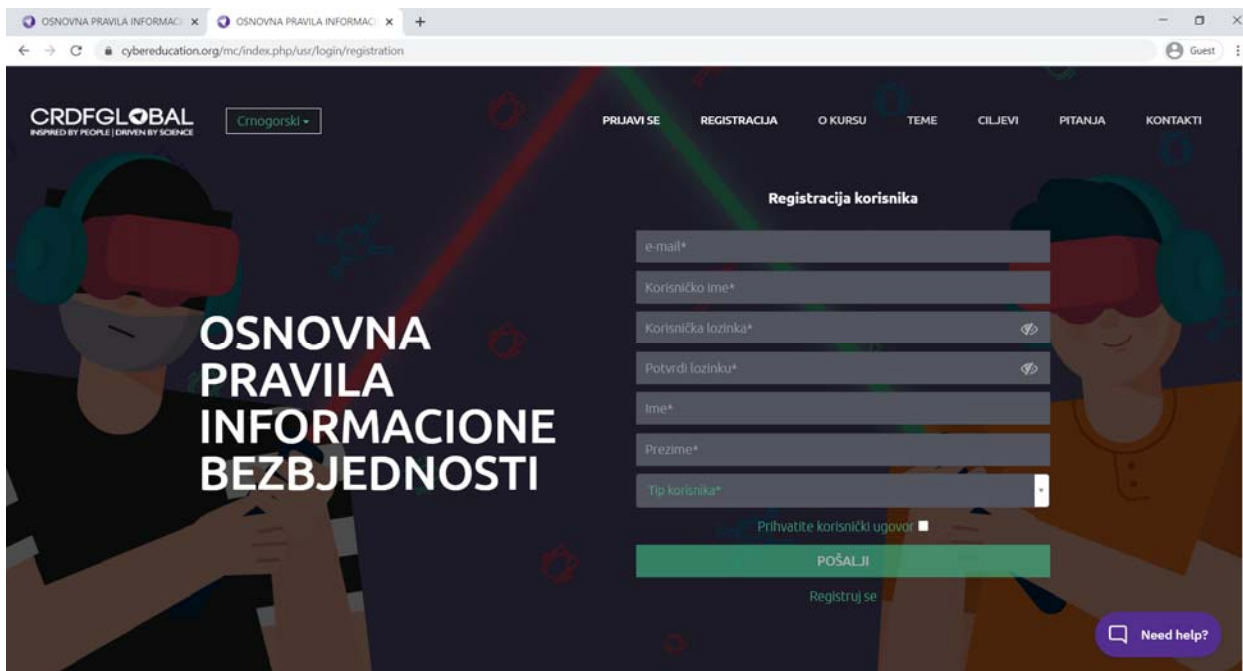 OSNOVNA PRAVILA INFORMAC
OSNOVNA PRAVILA INFORMAC
cybereducation.org/mc/index.php/usr/login/registration
Guest
CRDFGLOBAL
INSPIRED BY PEOPLE | DRIVEN BY SCIENCE
Crnogorski
PRIJAVI SE
REGISTRACIJA
O KURSU
TEME
CILJEVI
PITANJA
KONTAKTI
Registracija korisnika
e-mail*
Korisničko ime*
Korisnička lozinka*
Potvrdi lozinku*
Ime*
Prezime*
Tip korisnika*
Prihvatite korisnički ugovor
POŠALJI
Registruj se
OSNOVNA
PRAVILA
INFORMACIONE
BEZBJEDNOSTI
Need help?